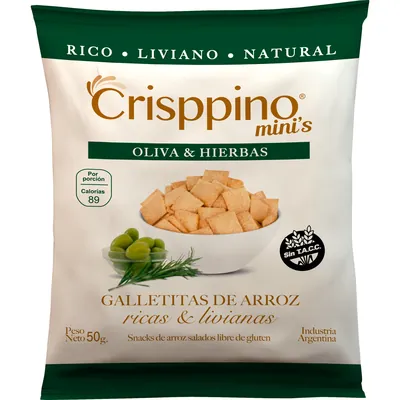 RICO • LIVIANO • NATURAL
Crisppino®
mini's
OLIVA & HIERBAS
Por
porción
Calorías
89
Sin T.A.C.C.
GALLETITAS DE ARROZ
ricas & livianas
Peso
Neto 50g.
Snacks de arroz salados libre de gluten
Industria
Argentina